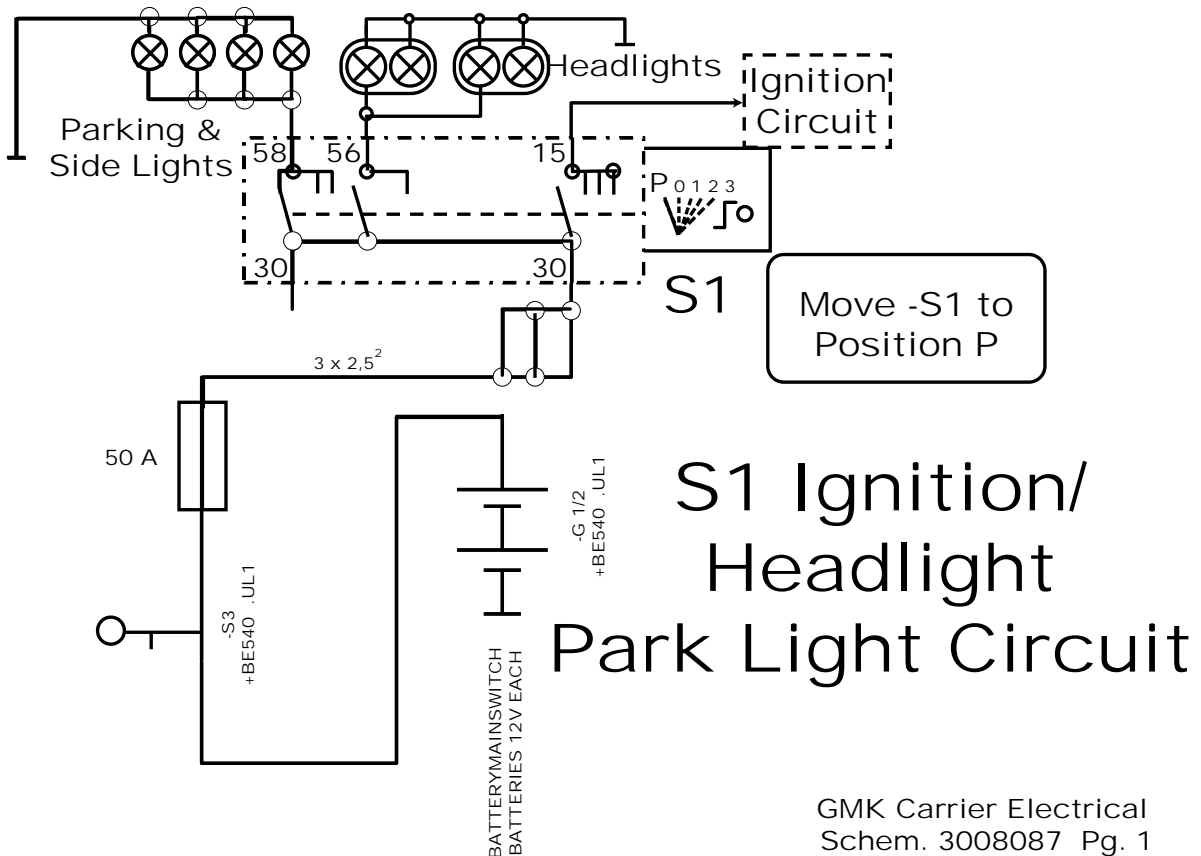 Headlights
Ignition
Circuit
Parking &
Side Lights
58
56
15
P 0 1 2 3
30
30
S1
Move -S1 to
Position P
3 x 2,5²
50 A
-S3
+BE540 .UL1
-G 1/2
+BE540 .UL1
BATTERYMAINSWITCH
BATTERIES 12V EACH
S1 Ignition/
Headlight
Park Light Circuit
GMK Carrier Electrical
Schem. 3008087 Pg. 1